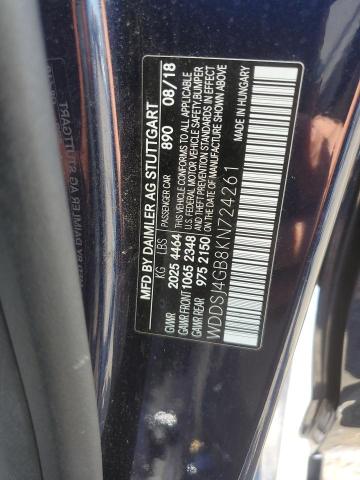 MFD BY DAIMLER AG STUTTGART
KG LBS PASSENGER CAR 890 08/18
GVWR 2025 4464 THIS VEHICLE CONFORMS TO ALL APPLICABLE
GAWR FRONT 1065 2348 U.S. FEDERAL MOTOR VEHICLE SAFETY, BUMPER
GAWR REAR 975 2150 AND THEFT PREVENTION STANDARDS IN EFFECT
ON THE DATE OF MANUFACTURE SHOWN ABOVE
WDDSJ4GB8KN724261 MADE IN HUNGARY